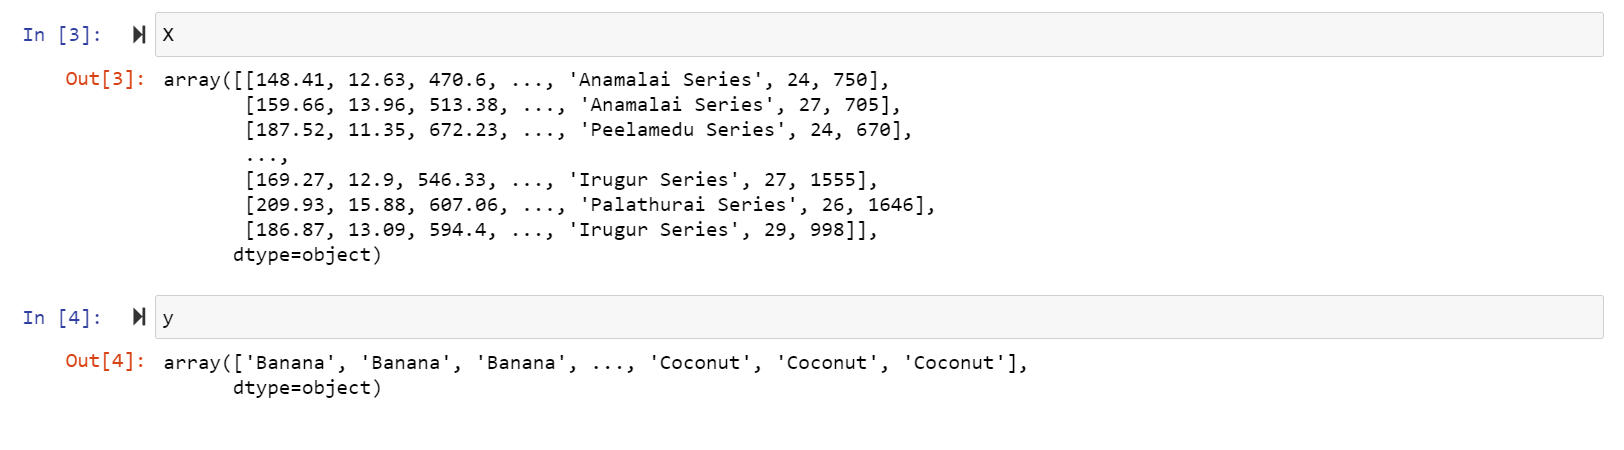 In [3]: X
Out[3]: array([[148.41, 12.63, 470.6, ..., 'Anamalai Series', 24, 750],
[159.66, 13.96, 513.38, ..., 'Anamalai Series', 27, 705],
[187.52, 11.35, 672.23, ..., 'Peelamedu Series', 24, 670],
...,
[169.27, 12.9, 546.33, ..., 'Irugur Series', 27, 1555],
[209.93, 15.88, 607.06, ..., 'Palathurai Series', 26, 1646],
[186.87, 13.09, 594.4, ..., 'Irugur Series', 29, 998]],
dtype=object)
In [4]: y
Out[4]: array(['Banana', 'Banana', 'Banana', ..., 'Coconut', 'Coconut', 'Coconut'],
dtype=object)